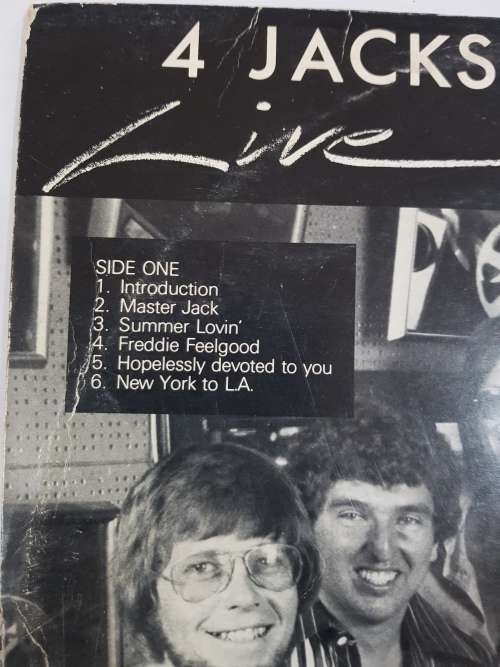 4 JACKS
Live
SIDE ONE
1. Introduction
2. Master Jack
3. Summer Lovin'
4. Freddie Feelgood
5. Hopelessly devoted to you
6. New York to L.A.